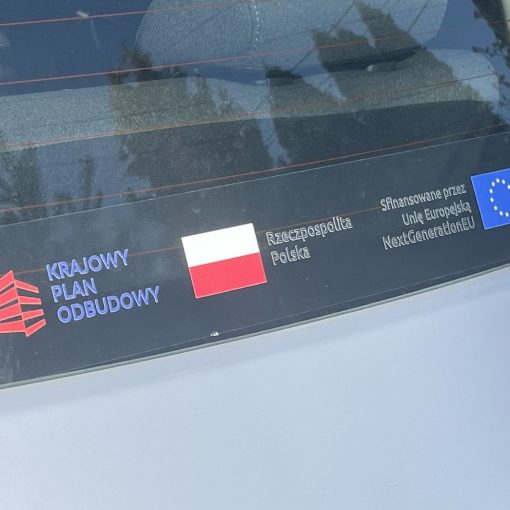 KRAJOWY
PLAN
ODBUDOWY
Rzeczpospolita
Polska
Sfinansowane przez
Unię Europejską
NextGenerationEU